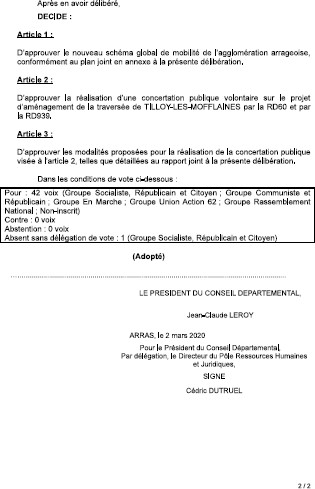 Après en avoir délibéré,
DECIDE :
Article 1 :
D'approuver le nouveau schéma global de mobilité de l'agglomération arrageoise,
conformément au plan joint en annexe à la présente délibération.
Article 2 :
D'approuver la réalisation d'une concertation publique volontaire sur le projet
d'aménagement de la traversée de TILLOY-LES-MOFFLAINES par la RD60 et par
la RD939.
Article 3 :
D'approuver les modalités proposées pour la réalisation de la concertation publique
visée à l'article 2, telles que détaillées au rapport joint à la présente délibération.
Dans les conditions de vote ci-dessous :
Pour : 42 voix (Groupe Socialiste, Républicain et Citoyen ; Groupe Communiste et
Républicain ; Groupe En Marche ; Groupe Union Action 62 ; Groupe Rassemblement
National ; Non-inscrit)
Contre : 0 voix
Abstention : 0 voix
Absent sans délégation de vote : 1 (Groupe Socialiste, Républicain et Citoyen)
(Adopté)
LE PRESIDENT DU CONSEIL DEPARTEMENTAL,
Jean-Claude LEROY
ARRAS, le 2 mars 2020
Pour le Président du Conseil Départemental,
Par délégation, le Directeur du Pôle Ressources Humaines
et Juridiques,
SIGNE
Cédric DUTRUEL
2 / 2